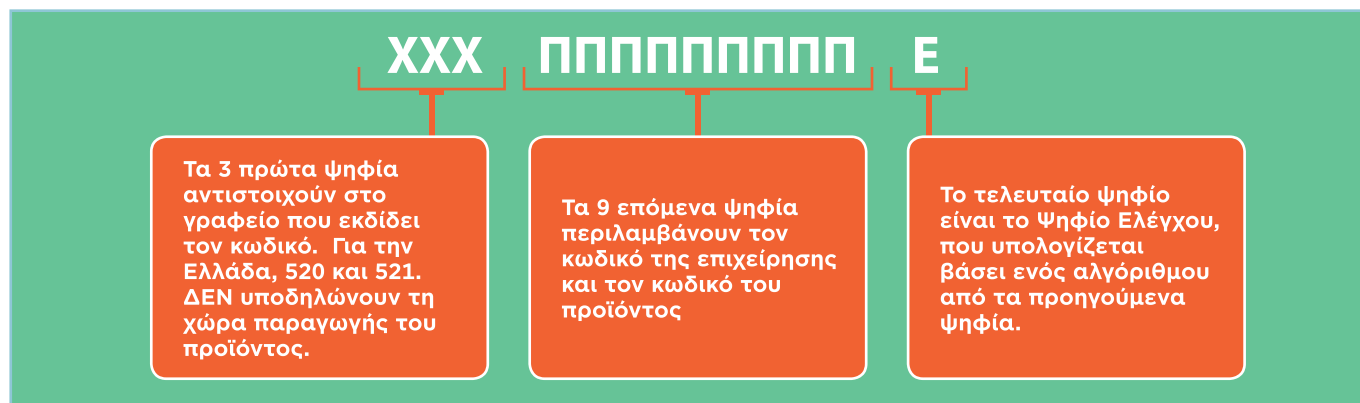 ΧΧΧ ΠΠΠΠΠΠΠΠΠ Ε
Τα 3 πρώτα ψηφία
αντιστοιχούν στο
γραφείο που εκδίδει
τον κωδικό. Για την
Ελλάδα, 520 και 521.
ΔΕΝ υποδηλώνουν τη
χώρα παραγωγής του
προϊόντος.
Τα 9 επόμενα ψηφία
περιλαμβάνουν τον
κωδικό της επιχείρησης
και τον κωδικό του
προϊόντος
Το τελευταίο ψηφίο
είναι το Ψηφίο Ελέγχου,
που υπολογίζεται
βάσει ενός αλγόριθμου
από τα προηγούμενα
ψηφία.